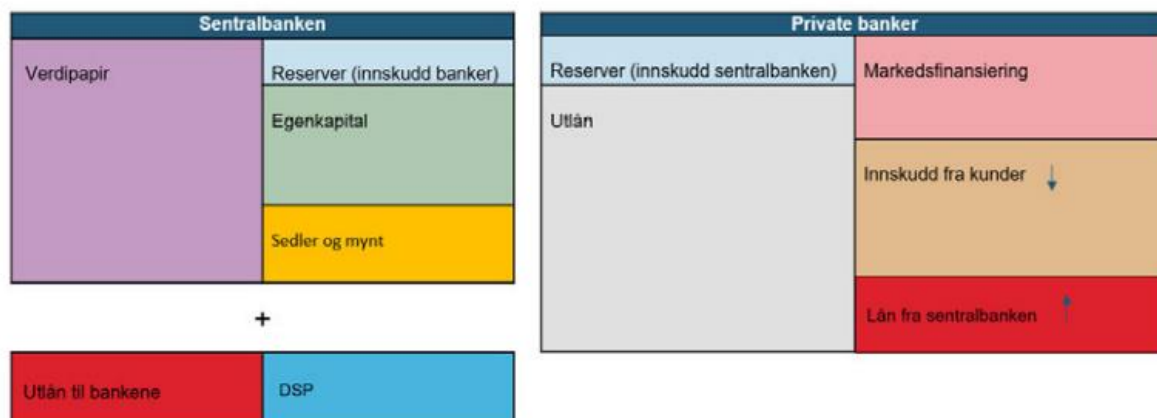 Sentralbanken
Verdipapir
Reserver (innskudd banker)
Egenkapital
Sedler og mynt
+
Utlån til bankene
DSP
Private banker
Reserver (innskudd sentralbanken)
Markedsfinansiering
Utlån
Innskudd fra kunder ↓
Lån fra sentralbanken ↑